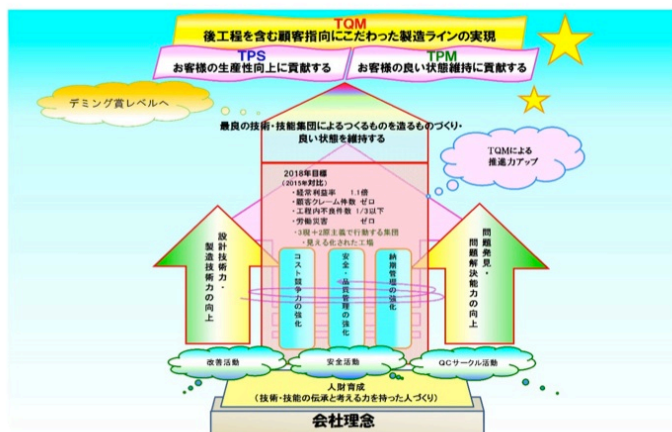 TQM
後工程を含む顧客指向にこだわった製造ラインの実現
TPS
お客様の生産性向上に貢献する
TPM
お客様の良い状態維持に貢献する
デミング賞レベルへ
最良の技術・技能集団によるつくるものを造るものづくり・
良い状態を維持する
TQMによる
推進力アップ
2018年目標
(2015年対比)
・経常利益率 1.1倍
・顧客クレーム件数 ゼロ
・工程内不良件数 1/3以下
・労働災害 ゼロ
・3現+2原主義で行動する集団
・見える化された工場
設計技術力・
製造技術力の向上
コスト競争力の強化
安全・品質管理の強化
納期管理の強化
問題発見・
問題解決能力の向上
改善活動
安全活動
QCサークル活動
人財育成
(技術・技能の伝承と考える力を持った人づくり)
会社理念